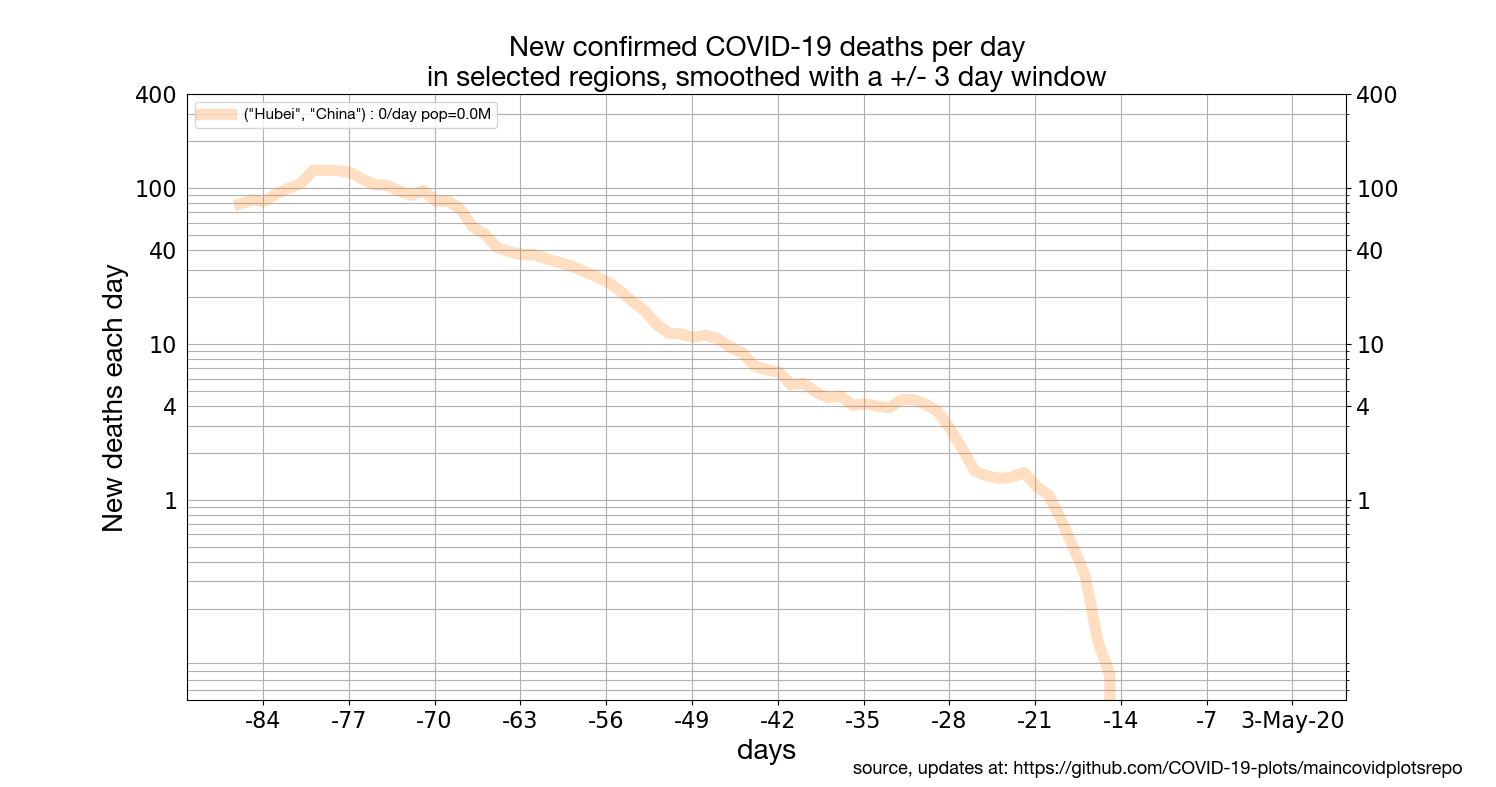 New confirmed COVID-19 deaths per day
in selected regions, smoothed with a +/- 3 day window
("Hubei", "China") : 0/day pop=0.0M
400
100
40
10
4
1
400
100
40
10
4
1
New deaths each day
-84 -77 -70 -63 -56 -49 -42 -35 -28 -21 -14 -7 3-May-20
days
source, updates at: https://github.com/COVID-19-plots/maincovidplotsrepo